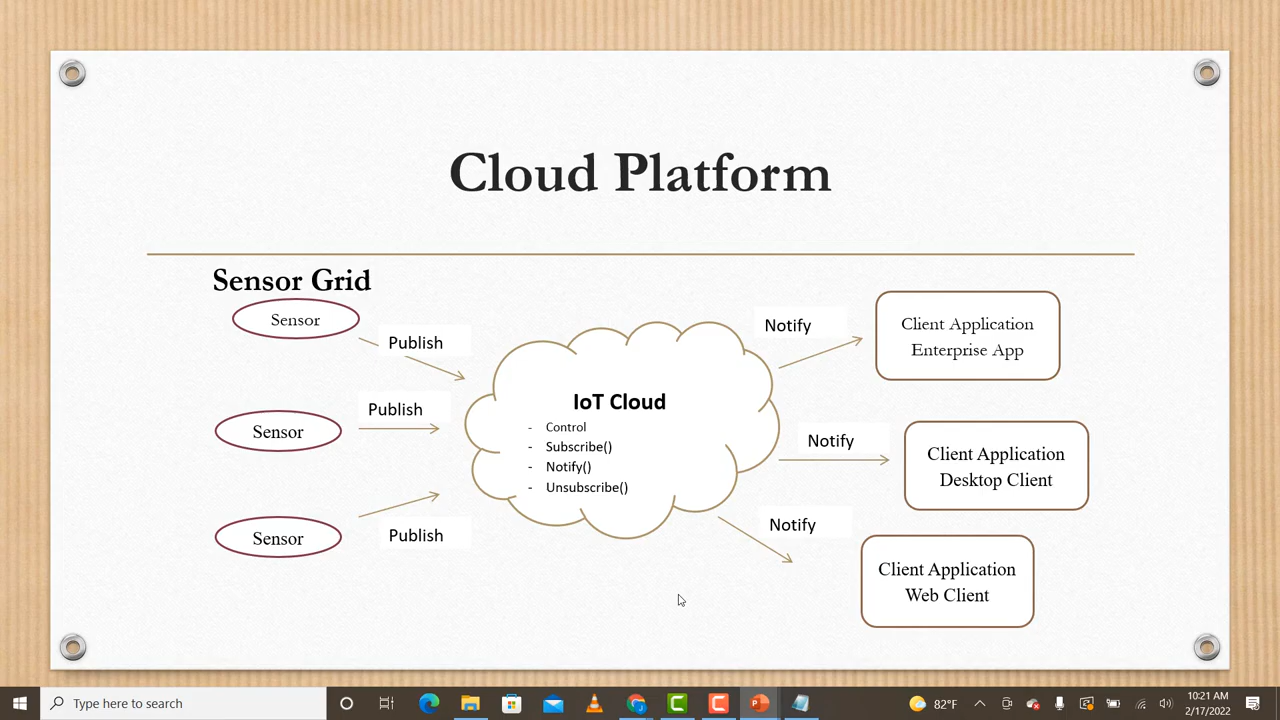 Cloud Platform
Sensor Grid
Sensor
Publish
Publish
Sensor
Sensor
Publish
IoT Cloud
- Control
- Subscribe()
- Notify()
- Unsubscribe()
Notify
Client Application
Enterprise App
Notify
Client Application
Desktop Client
Notify
Client Application
Web Client
Type here to search
82°F
10:21 AM
2/17/2022